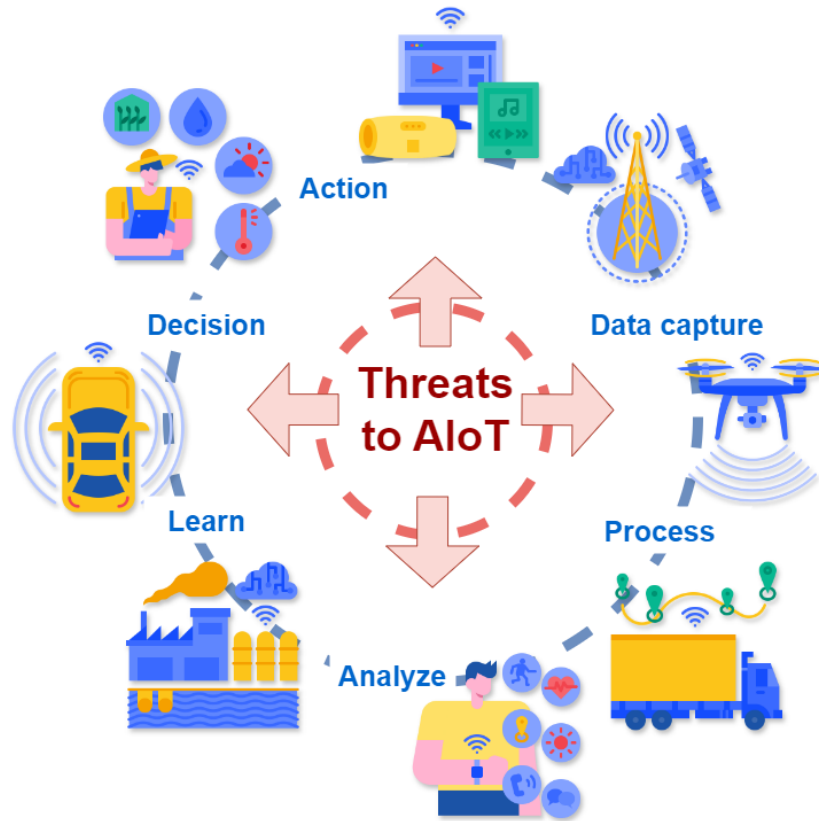 Action
Data capture
Decision
Threats
to AIoT
Learn
Process
Analyze